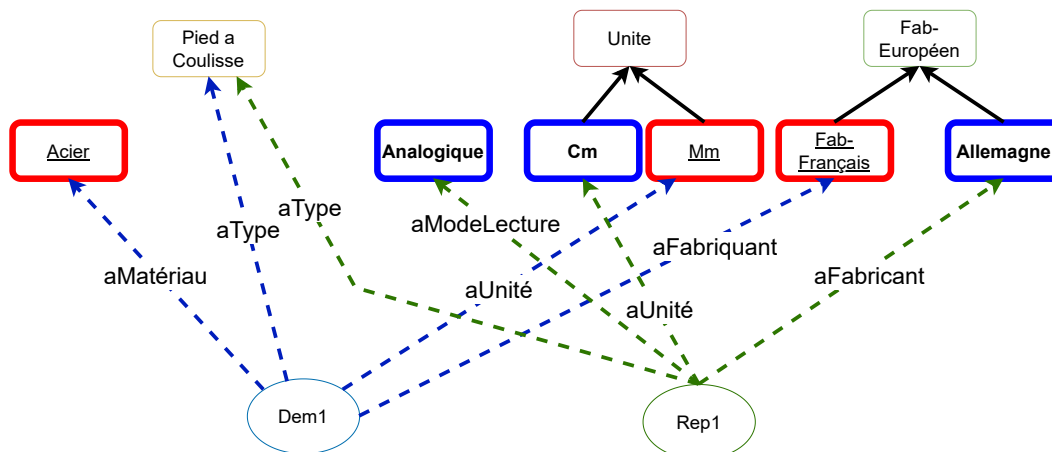 Pied a
Coulisse
Unite
Fab-
Européen
Acier
Analogique
Cm
Mm
Fab-
Français
Allemagne
aType
aType
aModeLecture
aFabriquant
aMatériau
aUnité
aFabricant
aUnité
Dem1
Rep1